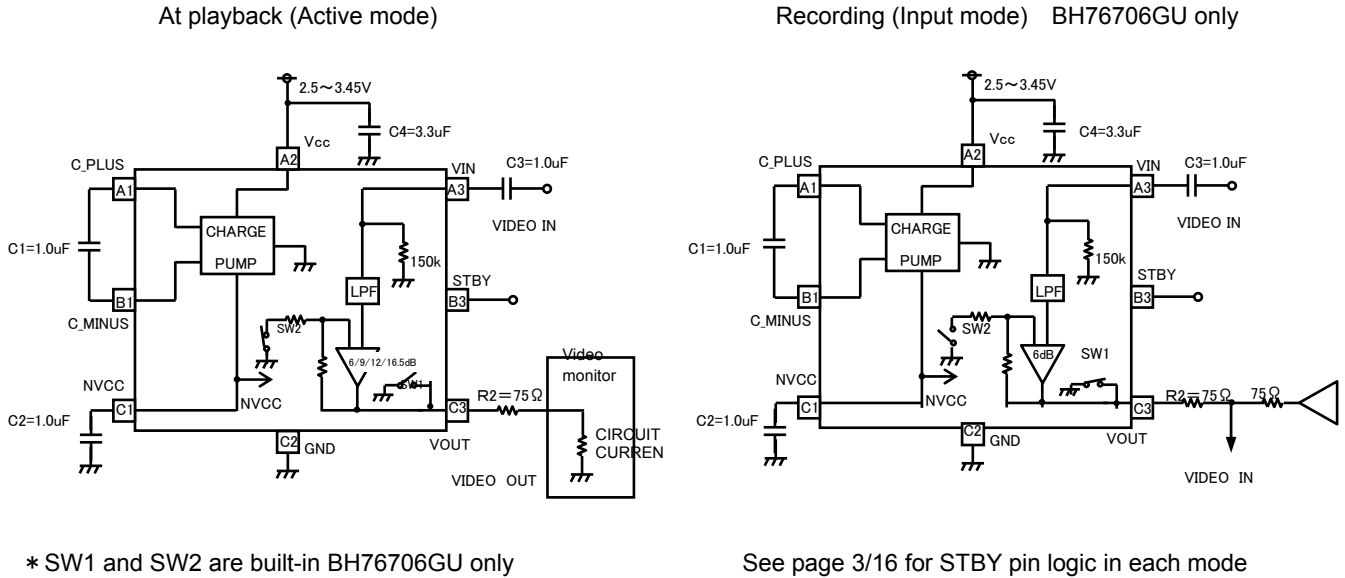 At playback (Active mode)
2.5～3.45V
C4=3.3uF
Vcc
A2
C_PLUS
A1
VIN
A3
C3=1.0uF
VIDEO IN
C1=1.0uF
CHARGE
PUMP
150k
LPF
STBY
B3
B1
C_MINUS
SW2
6/9/12/16.5dB
SW1
NVCC
NVCC
C1
C2=1.0uF
C3
R2＝75Ω
Video
monitor
CIRCUIT
CURREN
C2
GND
VOUT
VIDEO OUT
＊SW1 and SW2 are built-in BH76706GU only
Recording (Input mode) BH76706GU only
2.5～3.45V
C4=3.3uF
Vcc
A2
C_PLUS
A1
VIN
A3
C3=1.0uF
VIDEO IN
C1=1.0uF
CHARGE
PUMP
150k
LPF
STBY
B3
B1
C_MINUS
SW2
6dB
SW1
NVCC
NVCC
C1
C2=1.0uF
C3
R2＝75Ω
75Ω
C2
GND
VOUT
VIDEO IN
See page 3/16 for STBY pin logic in each mode